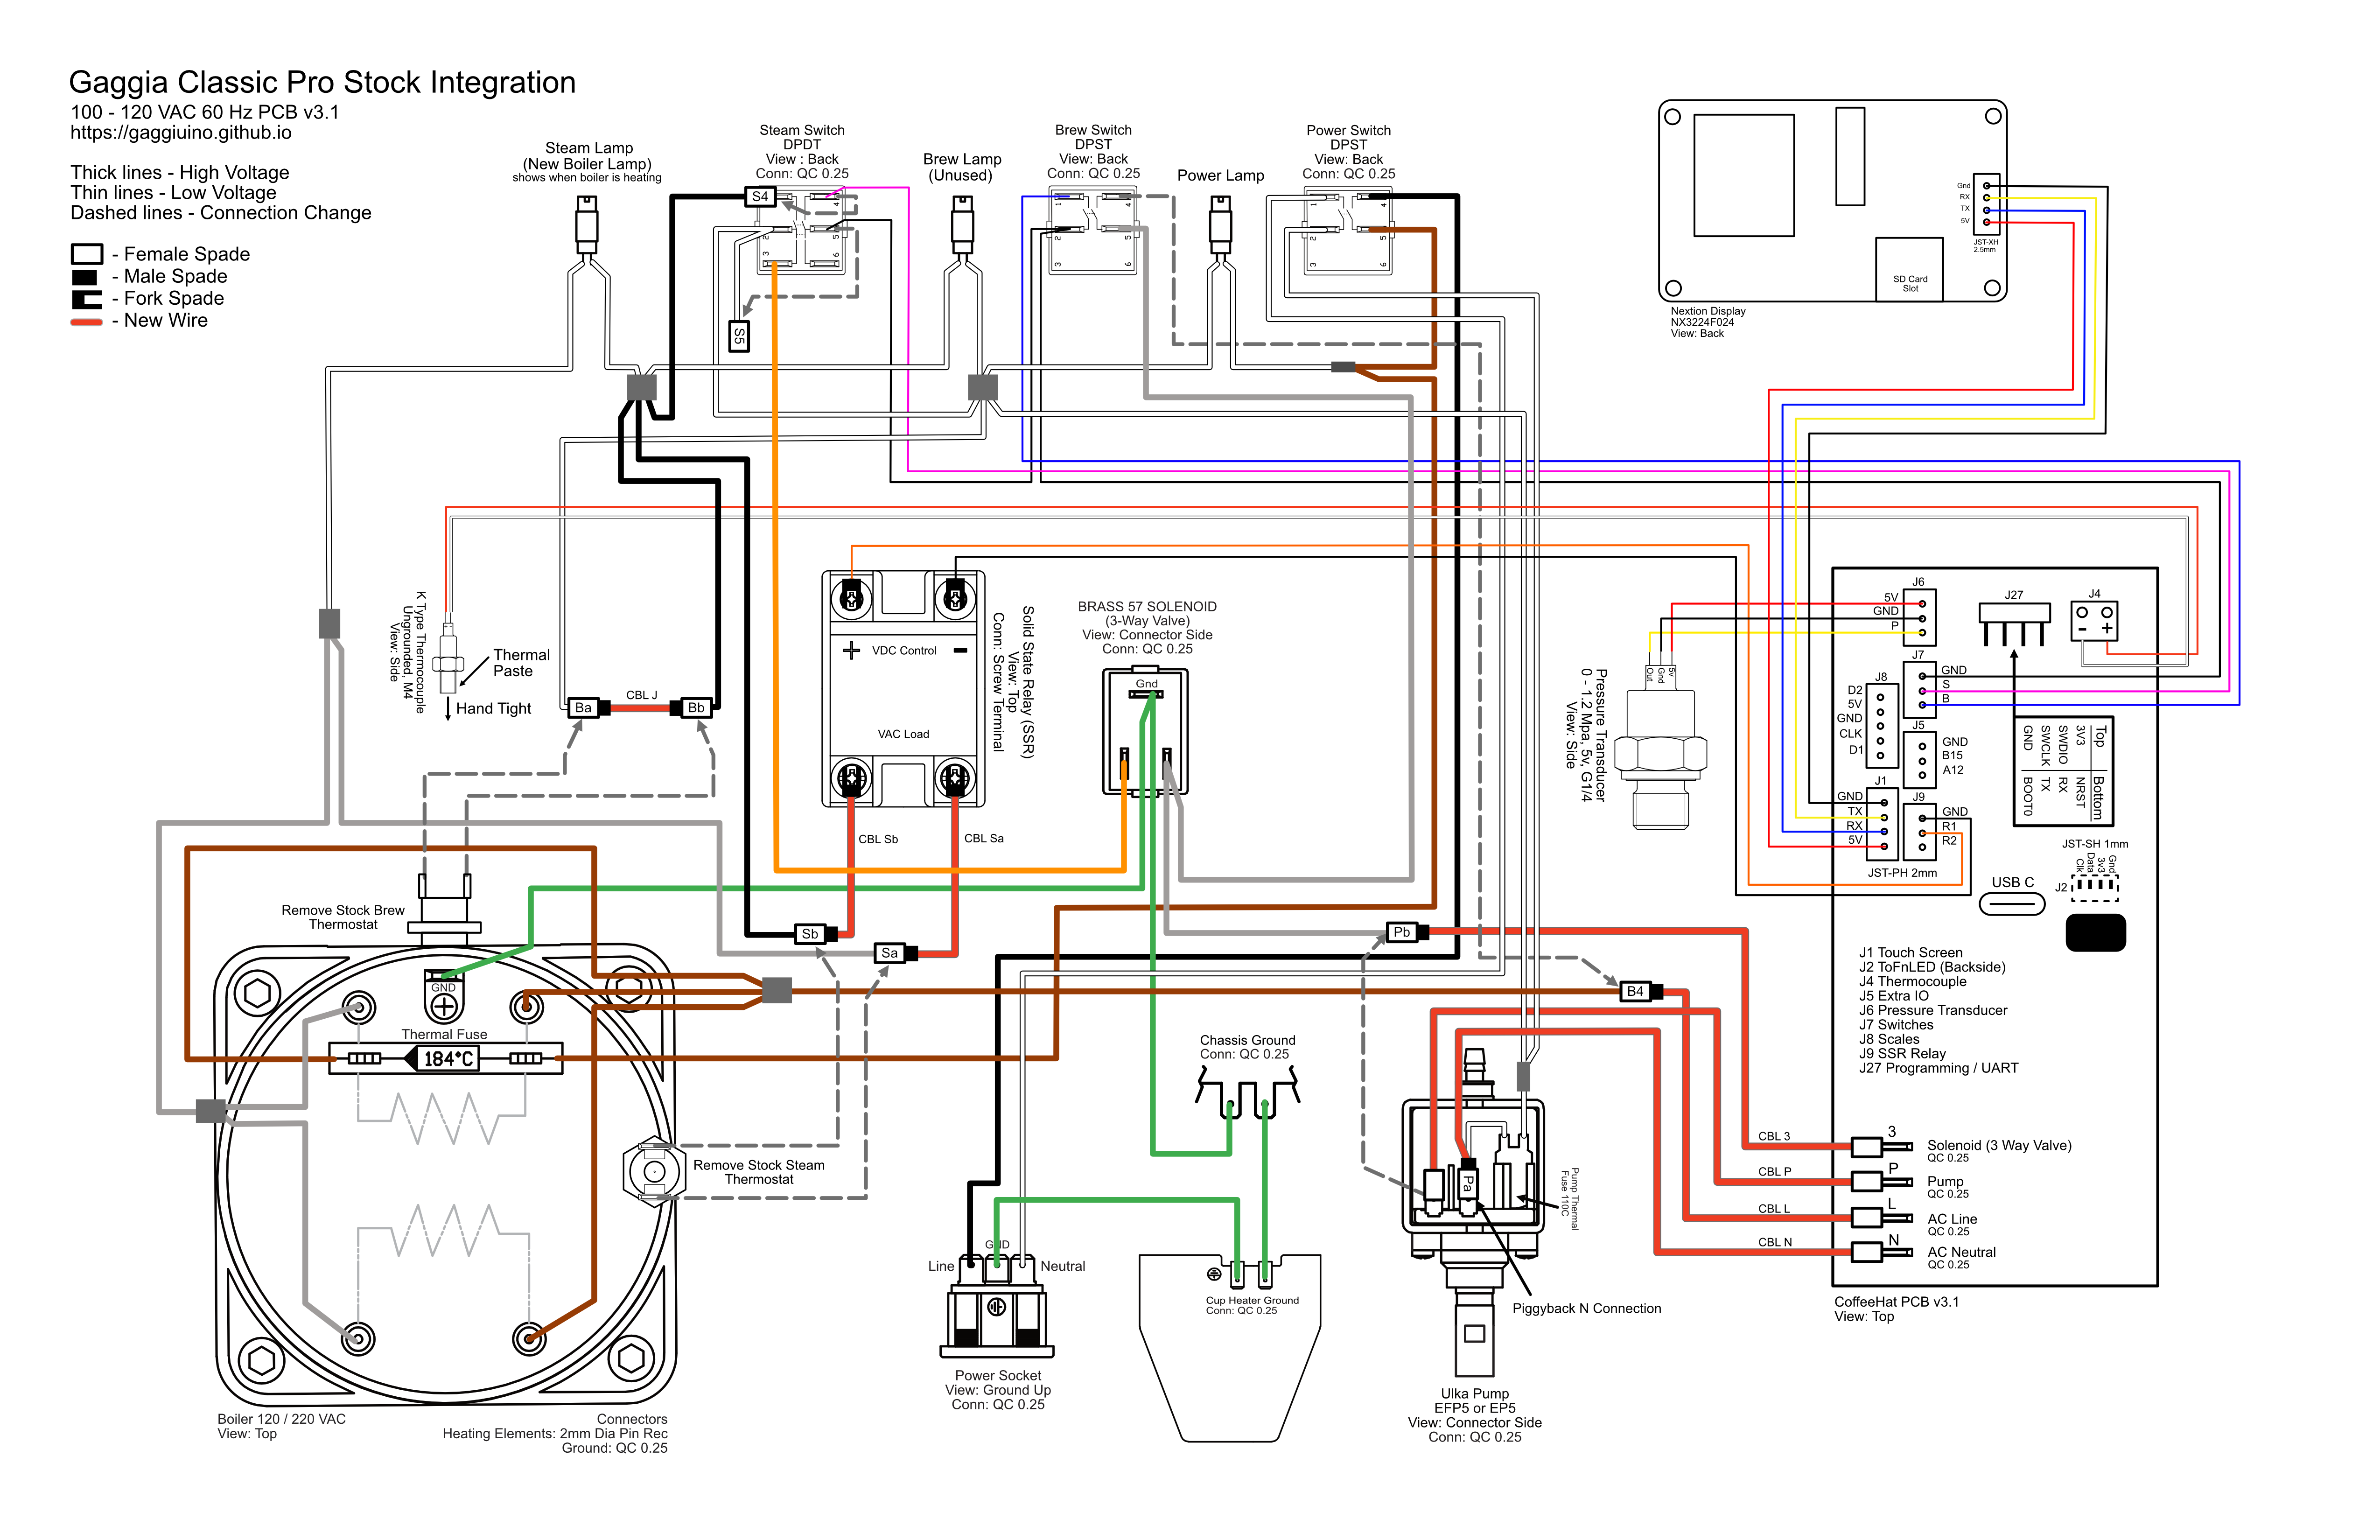 Gaggia Classic Pro Stock Integration
100 - 120 VAC 60 Hz PCB v3.1
https://gaggiuino.github.io
Thick lines - High Voltage
Thin lines - Low Voltage
Dashed lines - Connection Change
- Female Spade
- Male Spade
- Fork Spade
- New Wire
Steam Lamp
(New Boiler Lamp)
shows when boiler is heating
Steam Switch
DPDT
View : Back
Conn: QC 0.25
S4
4
2
5
3
6
S5
Brew Lamp
(Unused)
Brew Switch
DPST
View: Back
Conn: QC 0.25
1
4
2
5
3
6
Power Lamp
Power Switch
DPST
View: Back
Conn: QC 0.25
1
4
2
5
3
6
Gnd
RX
TX
5V
JST-XH
2.5mm
SD Card
Slot
Nextion Display
NX3224F024
View: Back
K Type Thermocouple
Ungrounded, M4
View: Side
Thermal
Paste
Hand Tight
Ba
CBL J
Bb
VDC Control
VAC Load
Solid State Relay (SSR)
View: Top
Conn: Screw Terminal
CBL Sb
CBL Sa
Sb
Sa
BRASS 57 SOLENOID
(3-Way Valve)
View: Connector Side
Conn: QC 0.25
Gnd
Out
Gnd
5v
Pressure Transducer
0 - 1.2 Mpa, 5v, G1/4
View: Side
J6
5V
GND
P
J27
J4
- +
J7
GND
S
B
J8
D2
5V
GND
CLK
D1
J5
GND
B15
A12
J1
GND
TX
RX
5V
J9
GND
R1
R2
JST-PH 2mm
Top Bottom
3V3 NRST
SWDIO RX
SWCLK TX
GND BOOT0
JST-SH 1mm
Gnd
3v3
Data
Clk
J2
USB C
J1 Touch Screen
J2 ToFnLED (Backside)
J4 Thermocouple
J5 Extra IO
J6 Pressure Transducer
J7 Switches
J8 Scales
J9 SSR Relay
J27 Programming / UART
CBL 3
3
Solenoid (3 Way Valve)
QC 0.25
CBL P
P
Pump
QC 0.25
CBL L
L
AC Line
QC 0.25
CBL N
N
AC Neutral
QC 0.25
CoffeeHat PCB v3.1
View: Top
Pb
B4
Remove Stock Brew
Thermostat
GND
Thermal Fuse
184°C
Remove Stock Steam
Thermostat
Boiler 120 / 220 VAC
View: Top
Connectors
Heating Elements: 2mm Dia Pin Rec
Ground: QC 0.25
Chassis Ground
Conn: QC 0.25
Line
GND
Neutral
Power Socket
View: Ground Up
Conn: QC 0.25
Cup Heater Ground
Conn: QC 0.25
Pa
Pump Thermal
Fuse 110C
Piggyback N Connection
Ulka Pump
EFP5 or EP5
View: Connector Side
Conn: QC 0.25